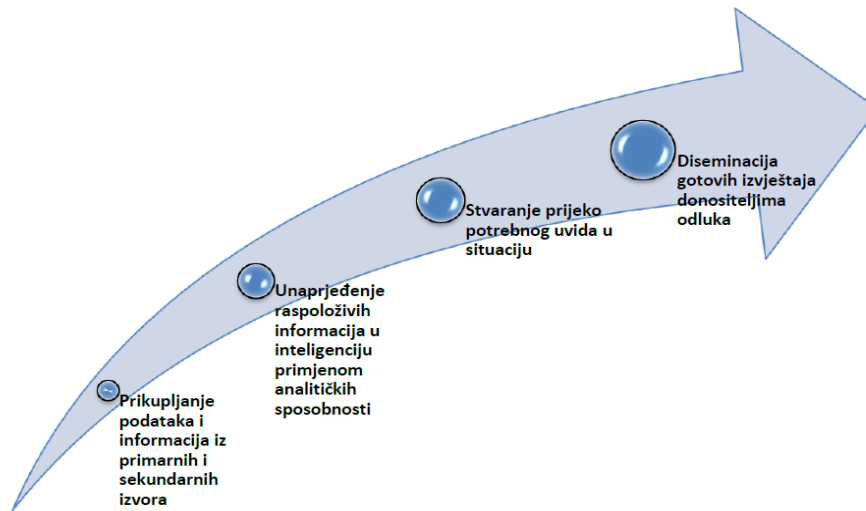 Prikupljanje
podataka i
informacija iz
primarnih i
sekundarnih
izvora
Unaprjeđenje
raspoloživih
informacija u
inteligenciju
primjenom
analitičkih
sposobnosti
Stvaranje prijeko
potrebnog uvida u
situaciju
Diseminacija
gotovih izvještaja
donositeljima
odluka